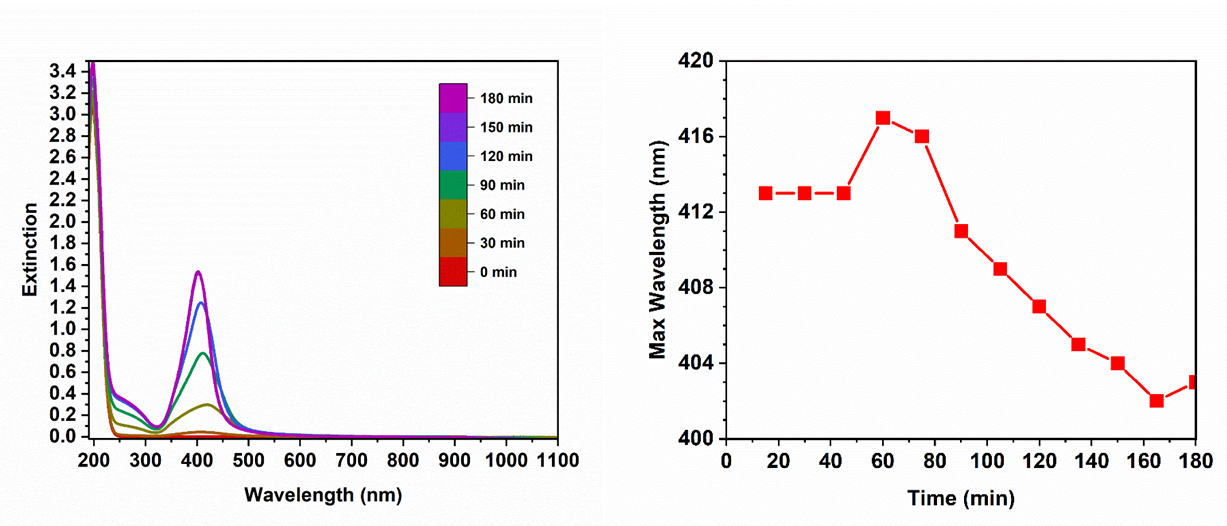 3.4
3.2
3.0
2.8
2.6
2.4
2.2
2.0
1.8
1.6
1.4
1.2
1.0
0.8
0.6
0.4
0.2
0.0
Extinction
180 min
150 min
120 min
90 min
60 min
30 min
0 min
200 300 400 500 600 700 800 900 1000 1100
Wavelength (nm)
420
416
412
408
404
400
Max Wavelength (nm)
0 20 40 60 80 100 120 140 160 180
Time (min)